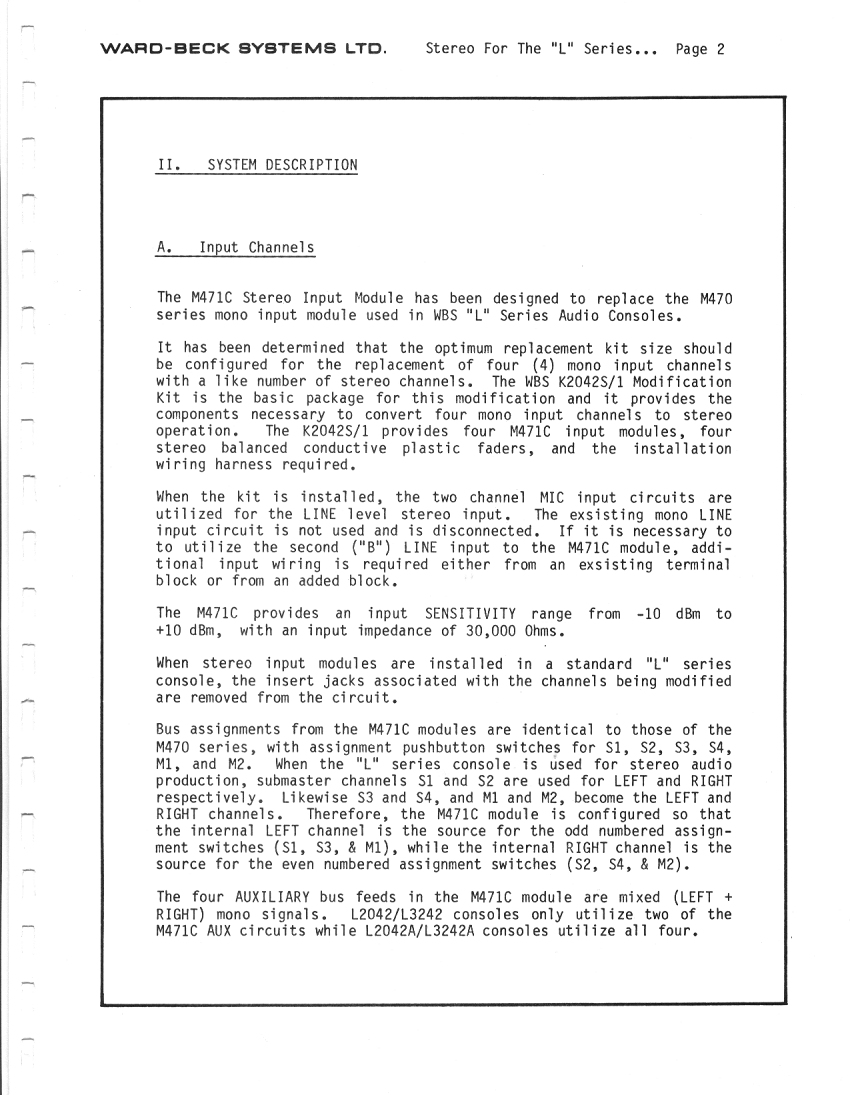 WARD-BECK SYSTEMS LTD. Stereo For The "L" Series... Page 2
II. SYSTEM DESCRIPTION
A. Input Channels
The M471C Stereo Input Module has been designed to replace the M470
series mono input module used in WBS "L" Series Audio Consoles.
It has been determined that the optimum replacement kit size should
be configured for the replacement of four (4) mono input channels
with a like number of stereo channels. The WBS K2042S/1 Modification
Kit is the basic package for this modification and it provides the
components necessary to convert four mono input channels to stereo
operation. The K2042S/1 provides four M471C input modules, four
stereo balanced conductive plastic faders, and the installation
wiring harness required.
When the kit is installed, the two channel MIC input circuits are
utilized for the LINE level stereo input. The exsisting mono LINE
input circuit is not used and is disconnected. If it is necessary to
to utilize the second ("B") LINE input to the M471C module, addi-
tional input wiring is required either from an exsisting terminal
block or from an added block.
The M471C provides an input SENSITIVITY range from -10 dBm to
+10 dBm, with an input impedance of 30,000 Ohms.
When stereo input modules are installed in a standard "L" series
console, the insert jacks associated with the channels being modified
are removed from the circuit.
Bus assignments from the M471C modules are identical to those of the
M470 series, with assignment pushbutton switches for S1, S2, S3, S4,
M1, and M2. When the "L" series console is used for stereo audio
production, submaster channels S1 and S2 are used for LEFT and RIGHT
respectively. Likewise S3 and S4, and M1 and M2, become the LEFT and
RIGHT channels. Therefore, the M471C module is configured so that
the internal LEFT channel is the source for the odd numbered assign-
ment switches (S1, S3, & M1), while the internal RIGHT channel is the
source for the even numbered assignment switches (S2, S4, & M2).
The four AUXILIARY bus feeds in the M471C module are mixed (LEFT +
RIGHT) mono signals. L2042/L3242 consoles only utilize two of the
M471C AUX circuits while L2042A/L3242A consoles utilize all four.